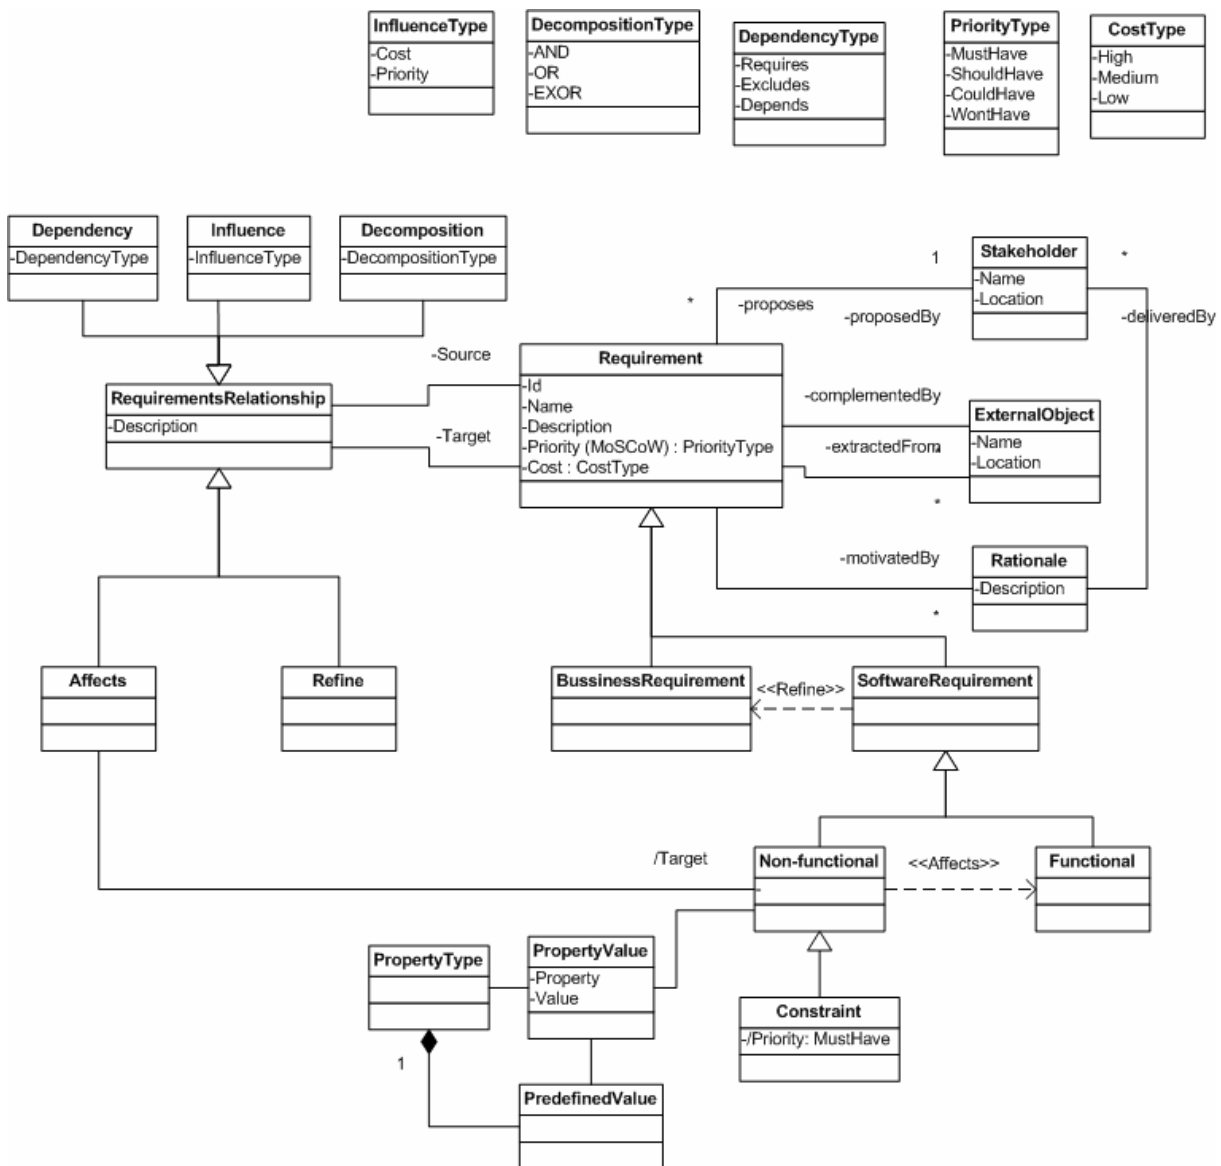 InfluenceType
-Cost
-Priority
DecompositionType
-AND
-OR
-EXOR
DependencyType
-Requires
-Excludes
-Depends
PriorityType
-MustHave
-ShouldHave
-CouldHave
-WontHave
CostType
-High
-Medium
-Low
Dependency
-DependencyType
Influence
-InfluenceType
Decomposition
-DecompositionType
1
Stakeholder
-Name
-Location
*
*
-proposes
-proposedBy
-deliveredBy
-Source
-Target
RequirementsRelationship
-Description
Requirement
-Id
-Name
-Description
-Priority (MoSCoW) : PriorityType
-Cost : CostType
-complementedBy
-extractedFrom
*
ExternalObject
-Name
-Location
-motivatedBy
*
Rationale
-Description
Affects
Refine
BussinessRequirement
<<Refine>>
SoftwareRequirement
/Target
Non-functional
-
<<Affects>>
Functional
PropertyType
PropertyValue
-Property
-Value
1
PredefinedValue
Constraint
-/Priority: MustHave